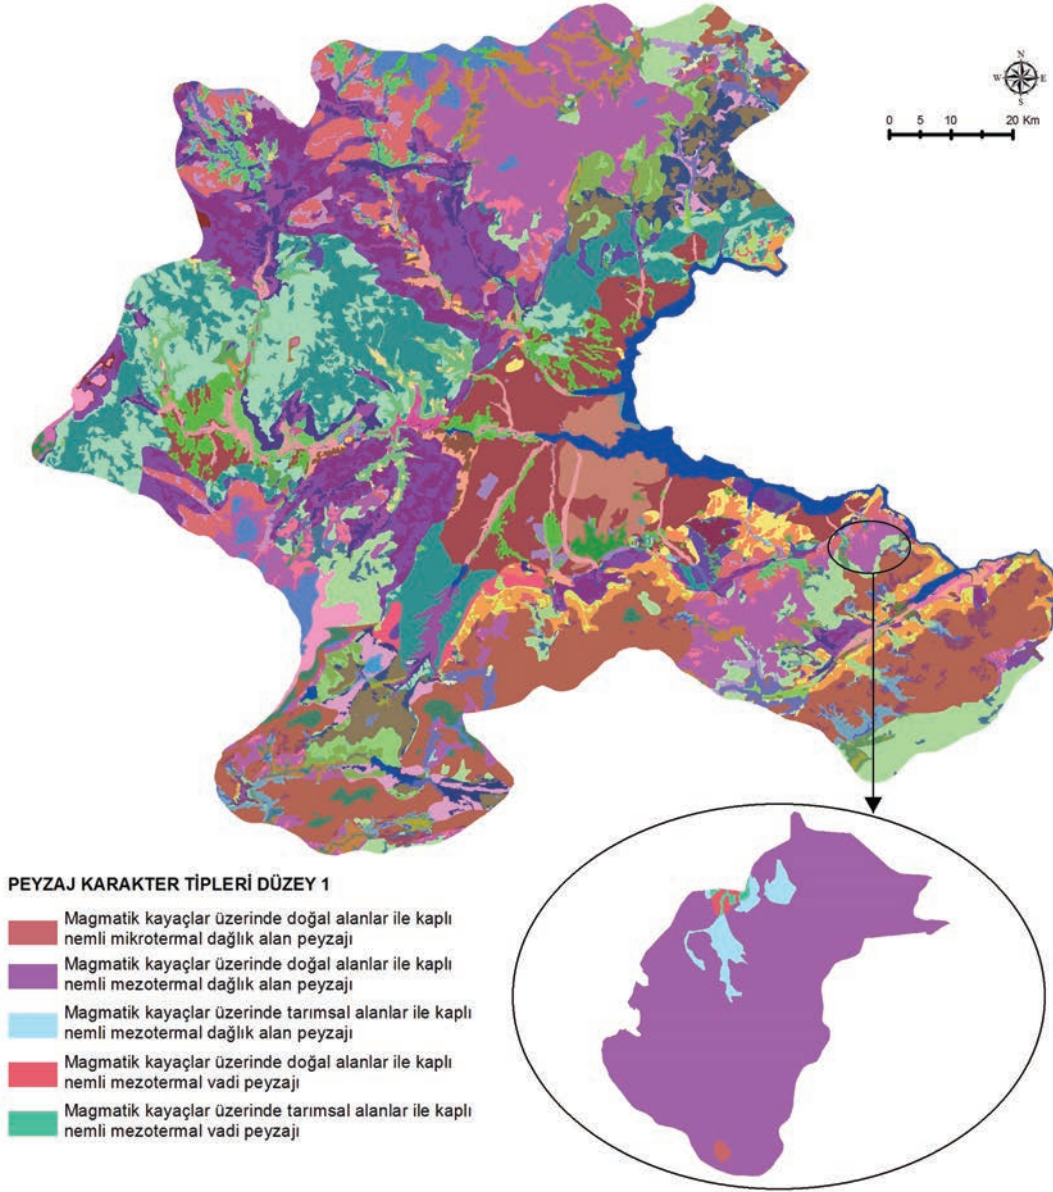 N
W E
S
0 5 10 20 Km
PEYZAJ KARAKTER TİPLERİ DÜZEY 1
Magmatik kayaçlar üzerinde doğal alanlar ile kaplı
nemli mikrotermal dağlık alan peyzajı
Magmatik kayaçlar üzerinde doğal alanlar ile kaplı
nemli mezotermal dağlık alan peyzajı
Magmatik kayaçlar üzerinde tarımsal alanlar ile kaplı
nemli mezotermal dağlık alan peyzajı
Magmatik kayaçlar üzerinde doğal alanlar ile kaplı
nemli mezotermal vadi peyzajı
Magmatik kayaçlar üzerinde tarımsal alanlar ile kaplı
nemli mezotermal vadi peyzajı